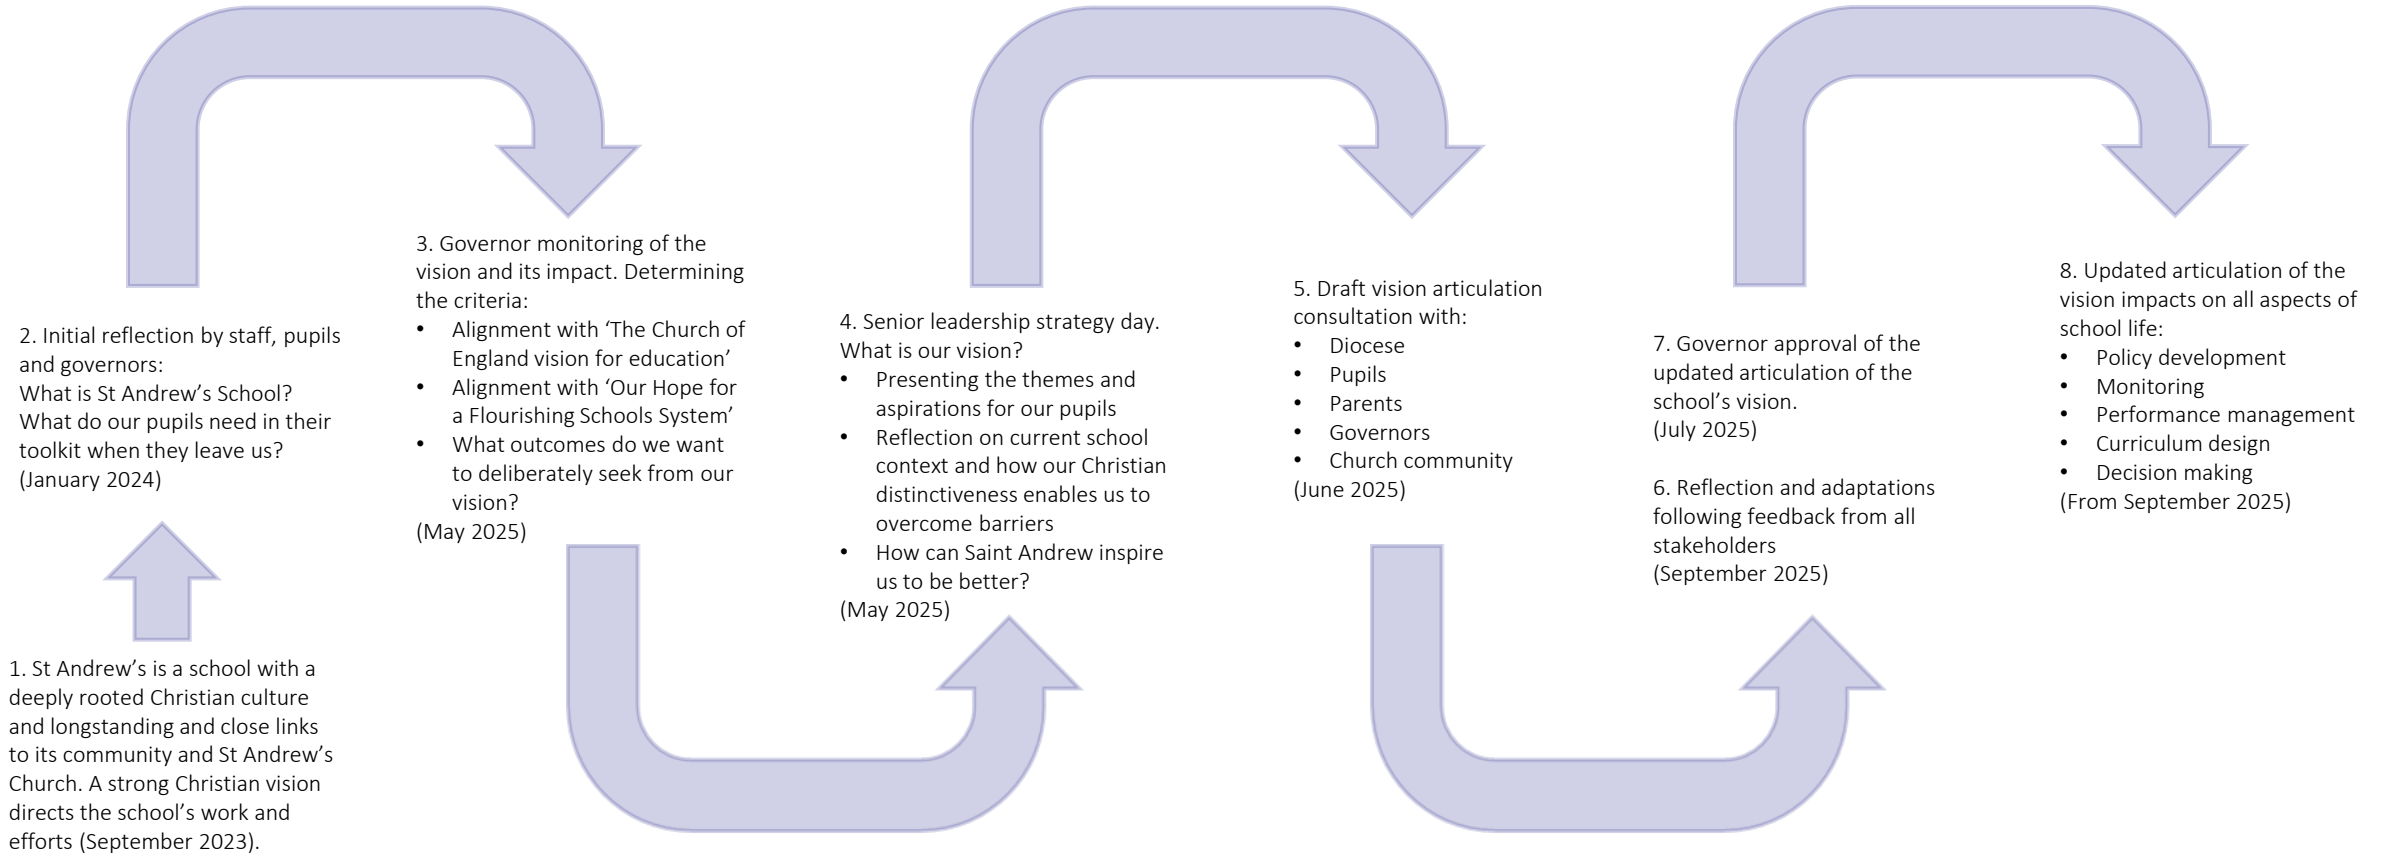 1. St Andrew’s is a school with a
deeply rooted Christian culture
and longstanding and close links
to its community and St Andrew’s
Church. A strong Christian vision
directs the school’s work and
efforts (September 2023).
2. Initial reflection by staff, pupils
and governors:
What is St Andrew’s School?
What do our pupils need in their
toolkit when they leave us?
(January 2024)
3. Governor monitoring of the
vision and its impact. Determining
the criteria:
• Alignment with ‘The Church of
England vision for education’
• Alignment with ‘Our Hope for
a Flourishing Schools System’
• What outcomes do we want
to deliberately seek from our
vision?
(May 2025)
4. Senior leadership strategy day.
What is our vision?
• Presenting the themes and
aspirations for our pupils
• Reflection on current school
context and how our Christian
distinctiveness enables us to
overcome barriers
• How can Saint Andrew inspire
us to be better?
(May 2025)
5. Draft vision articulation
consultation with:
• Diocese
• Pupils
• Parents
• Governors
• Church community
(June 2025)
7. Governor approval of the
updated articulation of the
school’s vision.
(July 2025)
6. Reflection and adaptations
following feedback from all
stakeholders
(September 2025)
8. Updated articulation of the
vision impacts on all aspects of
school life:
• Policy development
• Monitoring
• Performance management
• Curriculum design
• Decision making
(From September 2025)